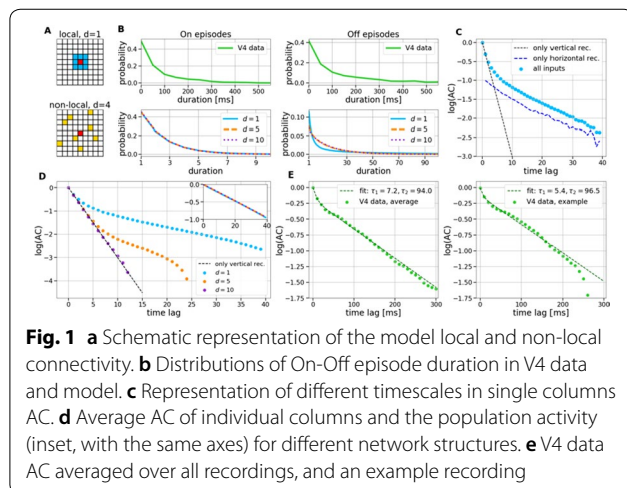 A
local, d=1
non-local, d=4
B
On episodes
probability
0.4
0.2
0.0
V4 data
0 100 200 300 400 500
duration [ms]
probability
0.4
0.2
0.0
d = 1
d = 5
d = 10
1 3 5 7 9
duration 7
Off episodes
probability
0.4
0.2
0.0
V4 data
0 100 200 300 400 500
duration [ms]
probability
0.10
0.05
0.00
d = 1
d = 5
d = 10
1 30 60 90
duration
C
log(AC)
0.0
-0.5
-1.0
-1.5
-2.0
-2.5
-3.0
only vertical rec.
only horizontal rec.
all inputs
0 10 20 30 40
time lag
D
log(AC)
0
-1
-2
-3
-4
0.0
-0.5
-1.0
0 20 40
only vertical rec.
d = 1
d = 5
d = 10
0 5 10 15 20 25 30 35 40
time lag
E
log(AC)
0.00
-0.25
-0.50
-0.75
-1.00
-1.25
-1.50
-1.75
fit: τ₁ = 7.2, τ₂ = 94.0
V4 data, average
0 100 200 300
time lag [ms]
0.00
-0.25
-0.50
-0.75
-1.00
-1.25
-1.50
-1.75
fit: τ₁ = 5.4, τ₂ = 96.5
V4 data, example
0 100 200 300
time lag [ms]
Fig. 1 a Schematic representation of the model local and non-local
connectivity. b Distributions of On-Off episode duration in V4 data
and model. c Representation of different timescales in single columns
AC. d Average AC of individual columns and the population activity
(inset, with the same axes) for different network structures. e V4 data
AC averaged over all recordings, and an example recording